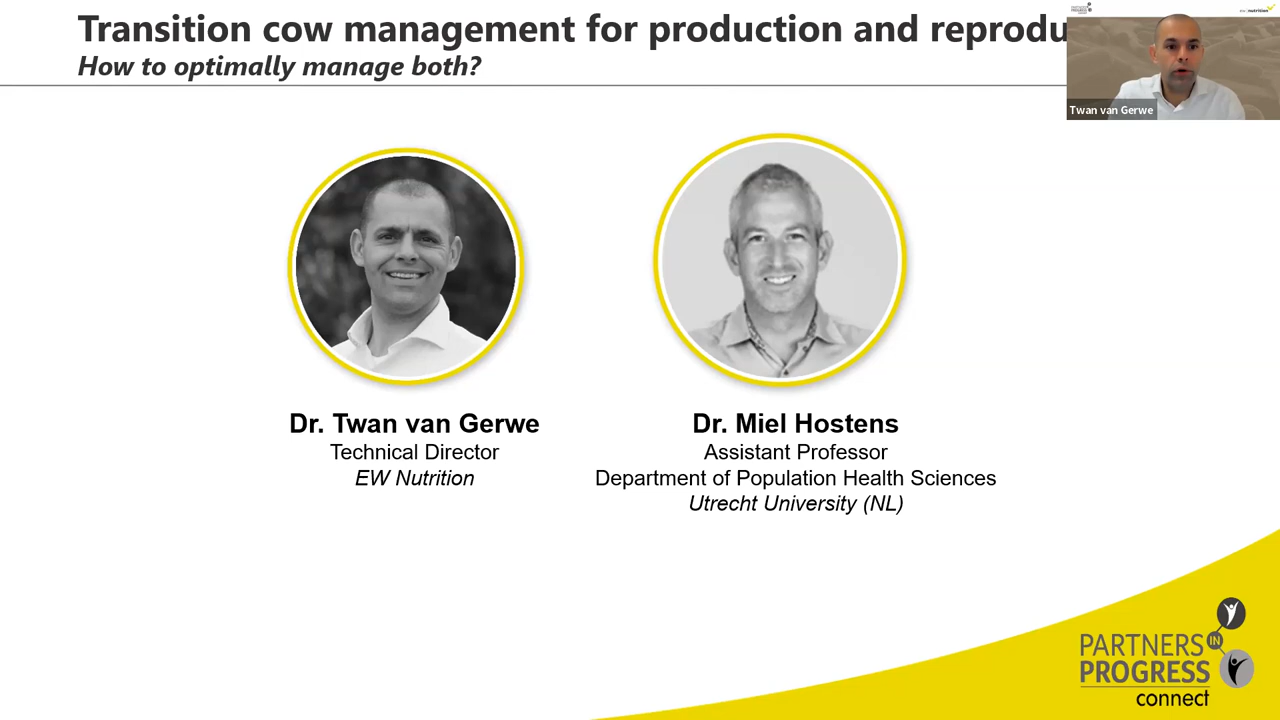 Transition cow management for production and reprodu
How to optimally manage both?
Twan van Gerwe
Dr. Twan van Gerwe
Technical Director
EW Nutrition
Dr. Miel Hostens
Assistant Professor
Department of Population Health Sciences
Utrecht University (NL)
PARTNERS IN
PROGRESS
connect